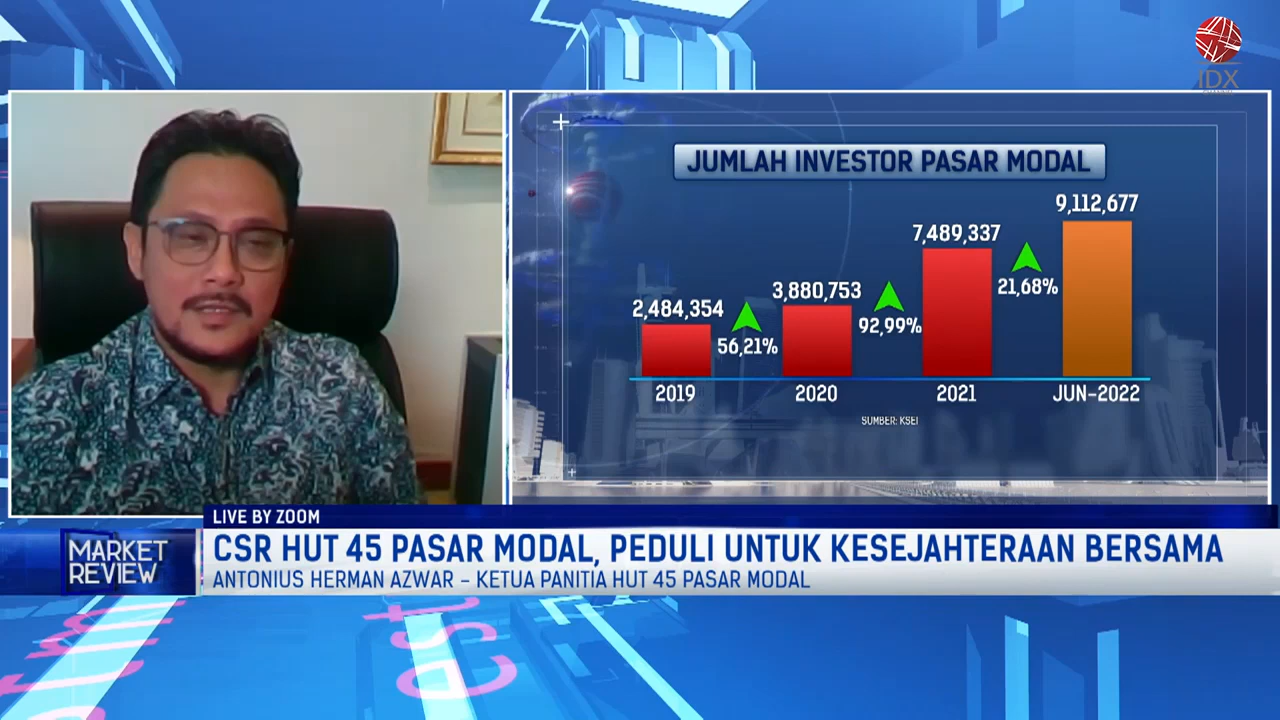 IDX
JUMLAH INVESTOR PASAR MODAL
2,484,354
56,21%
3,880,753
92,99%
7,489,337
21,68%
9,112,677
2019
2020
2021
JUN-2022
SUMBER: KSEI
LIVE BY ZOOM
MARKET
REVIEW
CSR HUT 45 PASAR MODAL, PEDULI UNTUK KESEJAHTERAAN BERSAMA
ANTONIUS HERMAN AZWAR - KETUA PANITIA HUT 45 PASAR MODAL